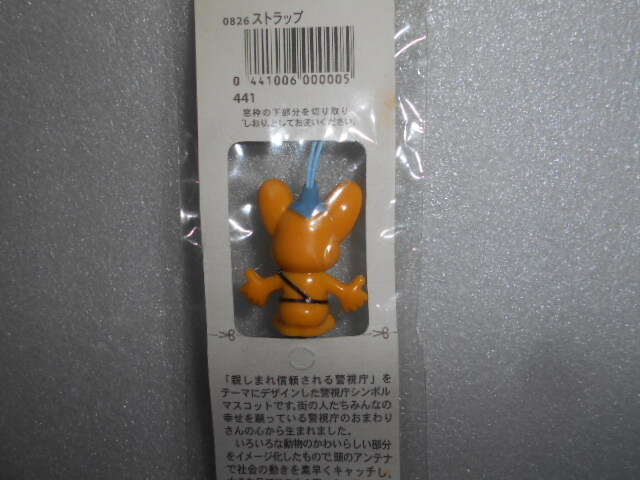 0826 ストラップ
0 441006 000005
441
窓枠の下部分を切り取り
しおりとしてお使いください。
「親しまれ信頼される警視庁」を
テーマにデザインした警視庁シンボル
マスコットです。街の人たちみんなの
幸せを願っている警視庁のおまわり
さんの心から生まれました。
いろいろな動物のかわいらしい部分
をイメージ化したもので、頭のアンテナ
で社会の動きを素早くキャッチし、